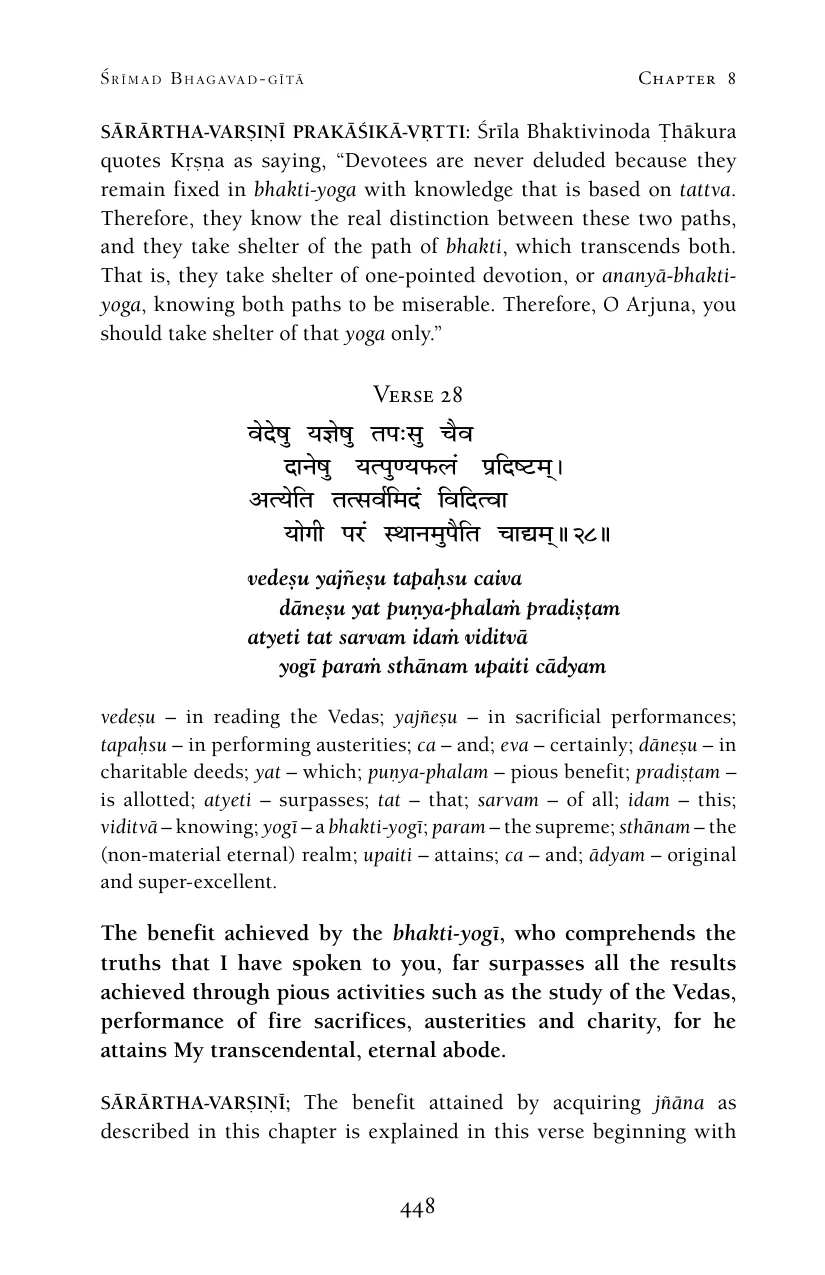 Śrīmad Bhagavad-gītā
Chapter 8
SĀRĀRTHA-VARṢIṆĪ PRAKĀŚIKĀ-VṚTTI: Śrīla Bhaktivinoda Ṭhākura
quotes Kṛṣṇa as saying, “Devotees are never deluded because they
remain fixed in bhakti-yoga with knowledge that is based on tattva.
Therefore, they know the real distinction between these two paths,
and they take shelter of the path of bhakti, which transcends both.
That is, they take shelter of one-pointed devotion, or ananyā-bhakti-
yoga, knowing both paths to be miserable. Therefore, O Arjuna, you
should take shelter of that yoga only.”
Verse 28
वेदेषु यज्ञेषु तपःसु चैव
दानेषु यत्पुण्यफलं प्रदिष्टम्।
अत्येति तत्सर्वमिदं विदित्वा
योगी परं स्थानमुपैति चाद्यम्॥२८॥
vedeṣu yajñeṣu tapaḥsu caiva
dāneṣu yat puṇya-phalaṁ pradiṣṭam
atyeti tat sarvam idaṁ viditvā
yogī paraṁ sthānam upaiti cādyam
vedeṣu – in reading the Vedas; yajñeṣu – in sacrificial performances;
tapaḥsu – in performing austerities; ca – and; eva – certainly; dāneṣu – in
charitable deeds; yat – which; puṇya-phalam – pious benefit; pradiṣṭam –
is allotted; atyeti – surpasses; tat – that; sarvam – of all; idam – this;
viditvā – knowing; yogī – a bhakti-yogī; param – the supreme; sthānam – the
(non-material eternal) realm; upaiti – attains; ca – and; ādyam – original
and super-excellent.
The benefit achieved by the bhakti-yogī, who comprehends the
truths that I have spoken to you, far surpasses all the results
achieved through pious activities such as the study of the Vedas,
performance of fire sacrifices, austerities and charity, for he
attains My transcendental, eternal abode.
SĀRĀRTHA-VARṢIṆĪ; The benefit attained by acquiring jñāna as
described in this chapter is explained in this verse beginning with
448